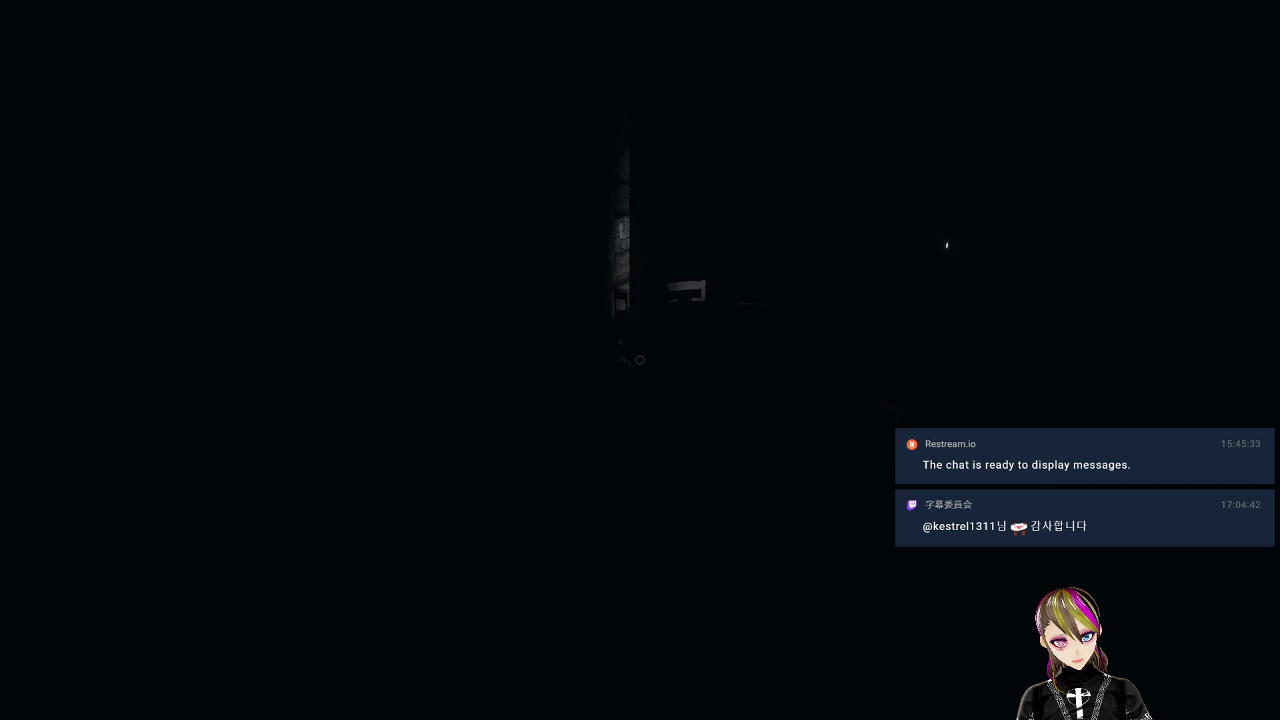 Restream.io 15:45:33
The chat is ready to display messages.
字幕委員会 17:04:42
@kestrel1311님 감사합니다